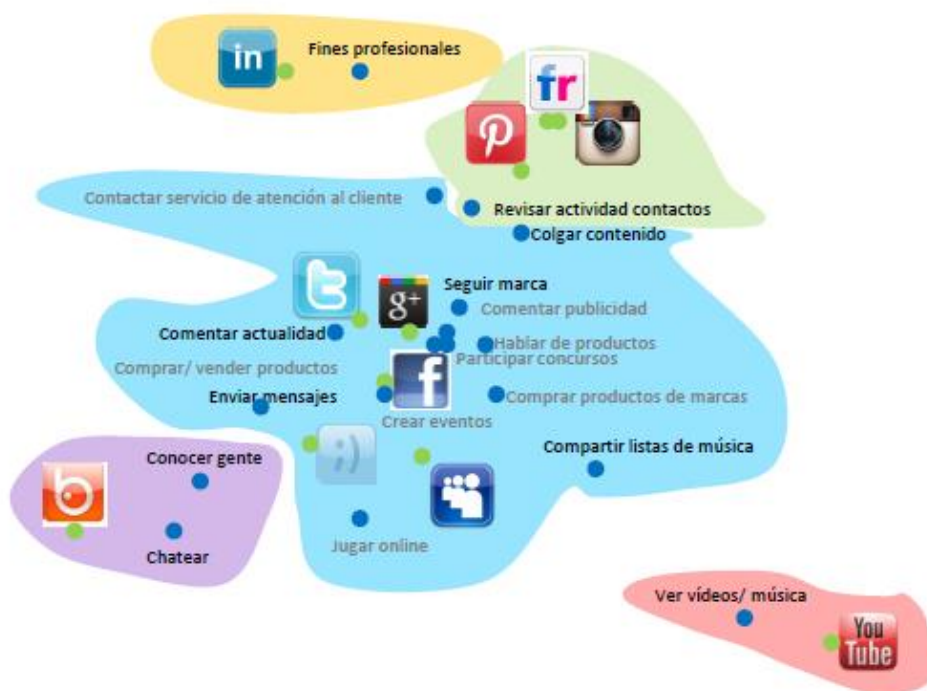 in
Fines profesionales
fr
Contactar servicio de atención al cliente
Revisar actividad contactos
Colgar contenido
Seguir marca
g+
Comentar publicidad
Comentar actualidad
Hablar de productos
Participar concursos
Comprar/ vender productos
f
Enviar mensajes
Comprar productos de marcas
Crear eventos
;)
Compartir listas de música
Conocer gente
b
Jugar online
Chatear
Ver vídeos/ música
You
Tube